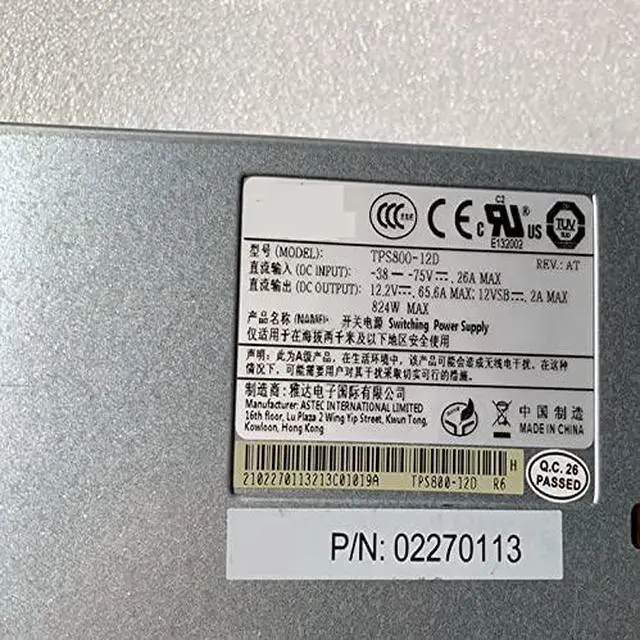 CCC CE C2 c RU ® US TUV
E132002
型号 (MODEL): TPS800-12D REV.: AT
直流输入 (DC INPUT): -38 — -75V⎓, 26A MAX
直流输出 (DC OUTPUT): 12.2V⎓, 65.6A MAX; 12VSB⎓, 2A MAX
824W MAX
产品名称 (NAME): 开关电源 Switching Power Supply
仅适用于在海拔两千米及以下地区安全使用
声明: 此为A级产品, 在生活环境中, 该产品可能会造成无线电干扰. 在这种
情况下, 可能需要用户对其干扰采取切实可行的措施.
制造商: 雅达电子国际有限公司
Manufacturer: ASTEC INTERNATIONAL LIMITED
16th floor, Lu Plaza 2 Wing Yip Street, Kwun Tong,
Kowloon, Hong Kong
中国制造
MADE IN CHINA
2102270113213C01019A TPS800-12D R6 H
Q.C. 26
PASSED
P/N: 02270113